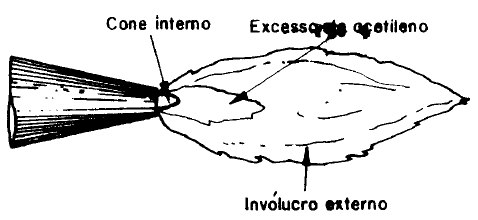 Cone interno
Excesso de acetileno
Invólucro externo